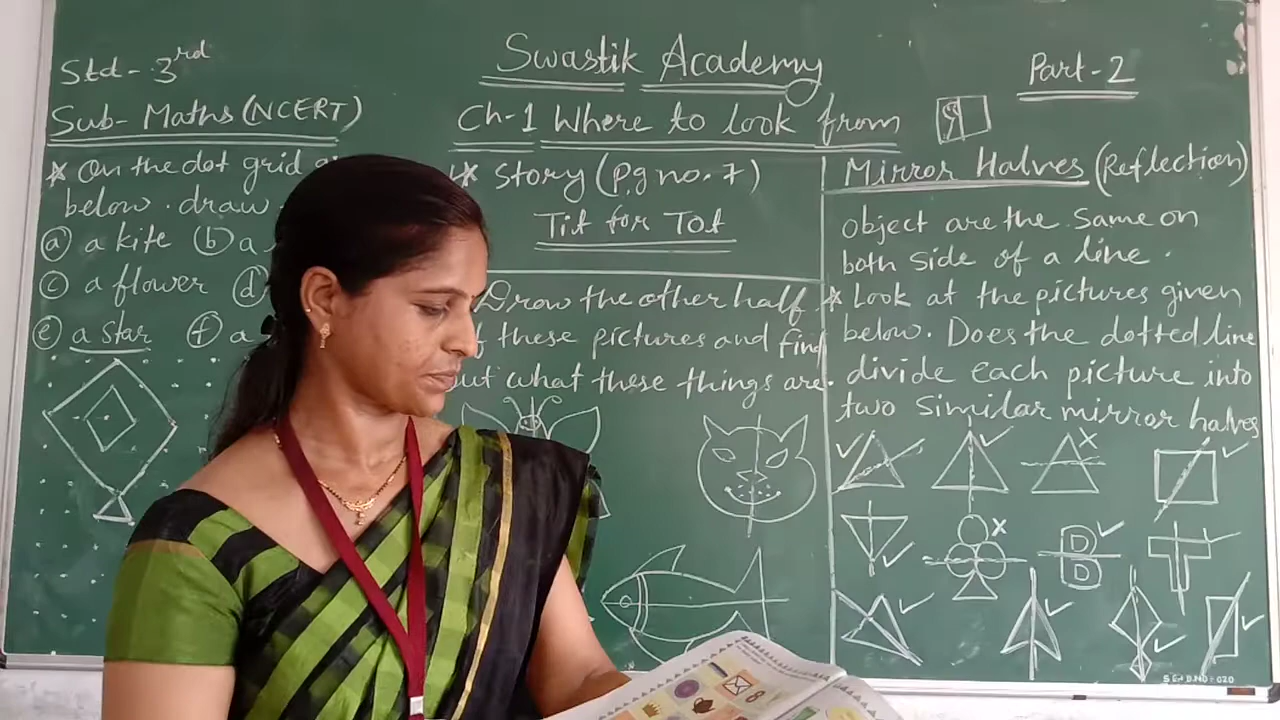 Std- 3rd
Swastik Academy
Part-2
Sub- Maths (NCERT)
Ch-1 Where to look from
* On the dot grid
below. draw
(a) a kite (b) a
(c) a flower (d)
(e) a star (f) a
* Story (Pg no. 7)
Tit for Tat
Draw the other half
these pictures and find
out what these things are.
Mirror Halves (Reflection)
object are the same on
both side of a line.
* Look at the pictures given
below. Does the dotted line
divide each picture into
two similar mirror halves